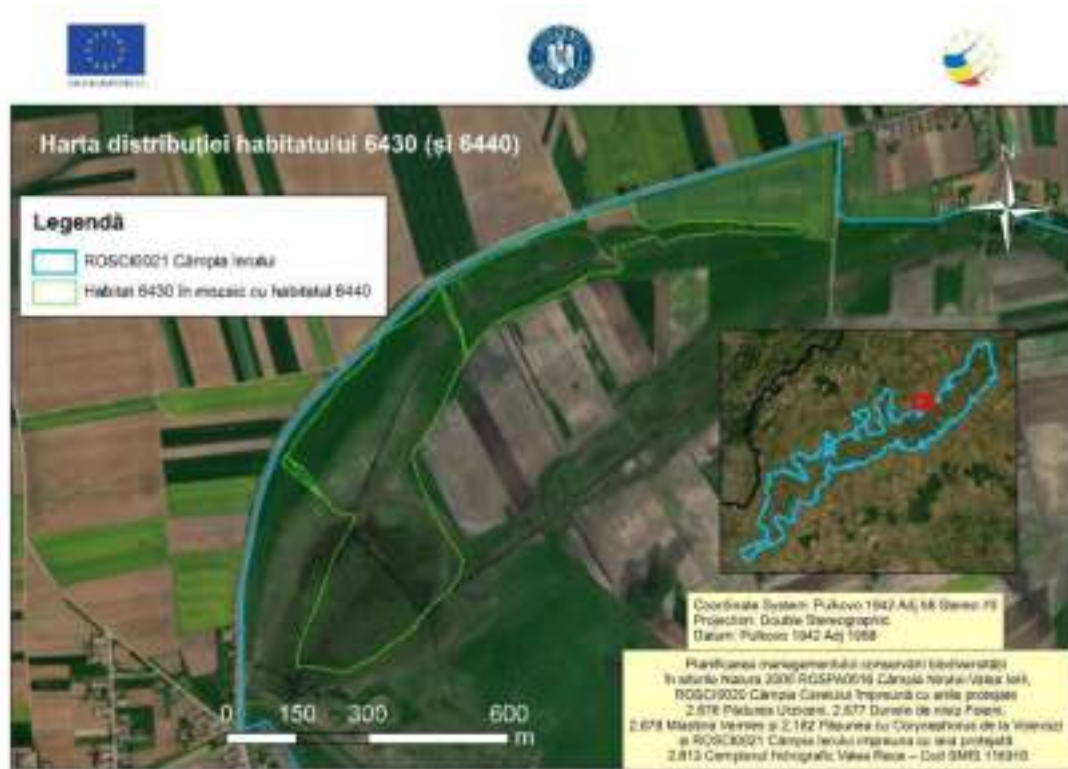 Harta distribuției habitatului 6430 (și 6440)
N
Legendă
ROSCI0021 Câmpia Ierului
Habitat 6430 în mozaic cu habitatul 6440
Coordinate System: Pulkovo 1942 Adj 58 Stereo 70
Projection: Double Stereographic
Datum: Pulkovo 1942 Adj 1958
Planificarea managementului conservării biodiversității
în siturile Natura 2000 ROSPA0016 Câmpia Nirului-Valea Ierii,
ROSCI0020 Câmpia Careiului împreună cu ariile protejate
2.676 Pădurea Urziceni, 2.677 Dunele de nisip Foieni,
2.678 Mlaștina Vermeș și 2.182 Pășunea cu Corynephorus de la Voievozi
și ROSCI0021 Câmpia Ierului împreună cu aria protejată
2.813 Complexul hidrografic Valea Rece – Cod SMIS
0 150 300 600
m